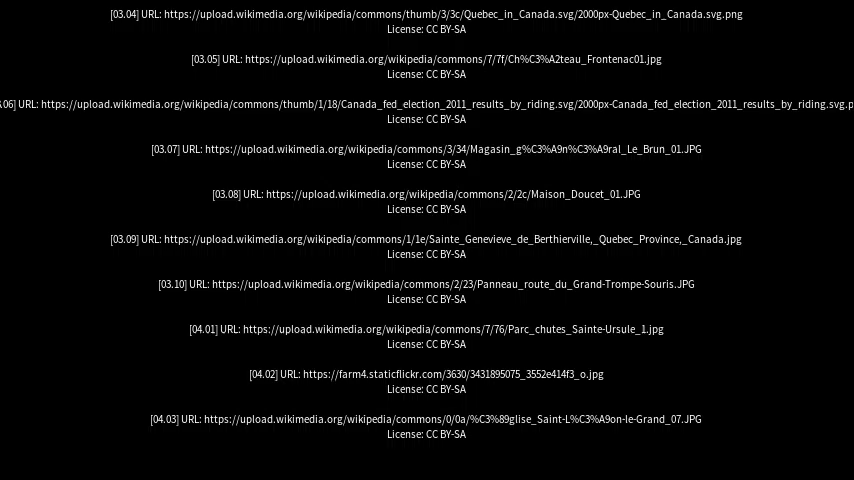 [03.04] URL: https://upload.wikimedia.org/wikipedia/commons/thumb/3/3c/Quebec_in_Canada.svg/2000px-Quebec_in_Canada.svg.png
License: CC BY-SA
[03.05] URL: https://upload.wikimedia.org/wikipedia/commons/7/7f/Ch%C3%A2teau_Frontenac01.jpg
License: CC BY-SA
.06] URL: https://upload.wikimedia.org/wikipedia/commons/thumb/1/18/Canada_fed_election_2011_results_by_riding.svg/2000px-Canada_fed_election_2011_results_by_riding.svg.p
License: CC BY-SA
[03.07] URL: https://upload.wikimedia.org/wikipedia/commons/3/34/Magasin_g%C3%A9n%C3%A9ral_Le_Brun_01.JPG
License: CC BY-SA
[03.08] URL: https://upload.wikimedia.org/wikipedia/commons/2/2c/Maison_Doucet_01.JPG
License: CC BY-SA
[03.09] URL: https://upload.wikimedia.org/wikipedia/commons/1/1e/Sainte_Genevieve_de_Berthierville,_Quebec_Province,_Canada.jpg
License: CC BY-SA
[03.10] URL: https://upload.wikimedia.org/wikipedia/commons/2/23/Panneau_route_du_Grand-Trompe-Souris.JPG
License: CC BY-SA
[04.01] URL: https://upload.wikimedia.org/wikipedia/commons/7/76/Parc_chutes_Sainte-Ursule_1.jpg
License: CC BY-SA
[04.02] URL: https://farm4.staticflickr.com/3630/3431895075_3552e414f3_o.jpg
License: CC BY-SA
[04.03] URL: https://upload.wikimedia.org/wikipedia/commons/0/0a/%C3%89glise_Saint-L%C3%A9on-le-Grand_07.JPG
License: CC BY-SA